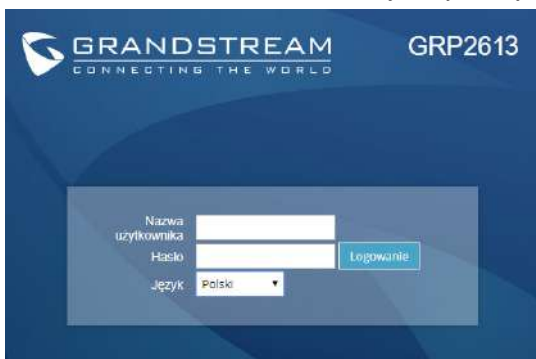 GRANDSTREAM
CONNECTING THE WORLD
GRP2613
Nazwa
użytkownika
Hasło
Logowanie
Język
Polski